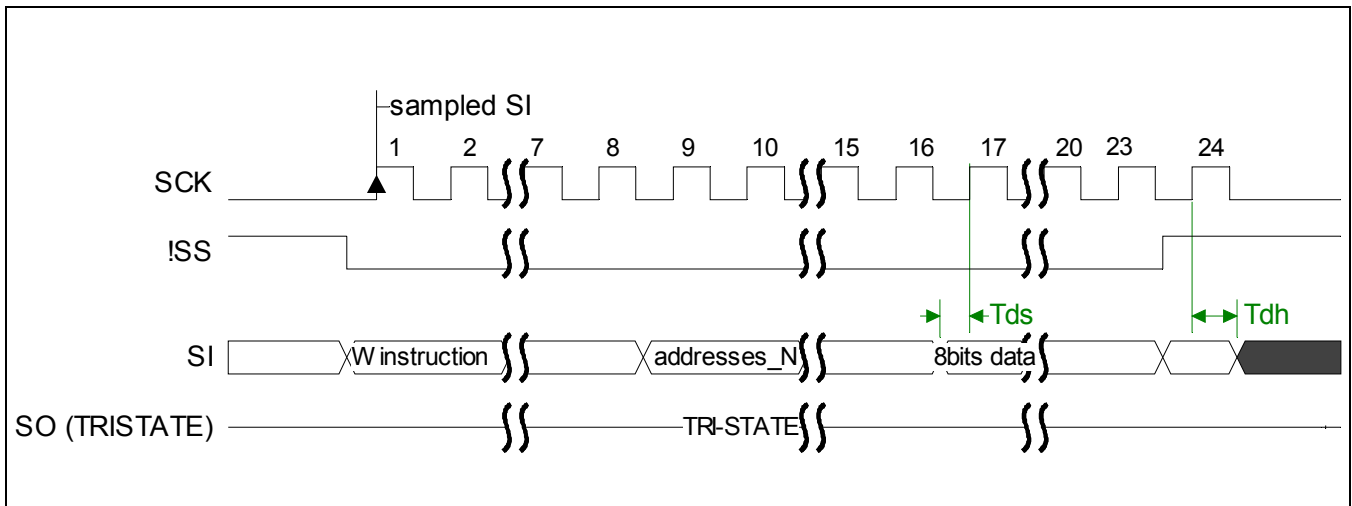 sampled SI
1 2 7 8 9 10 15 16 17 20 23 24
SCK
!SS
Tds Tdh
SI W instruction addresses_N 8bits data
SO (TRISTATE) TRI-STATE